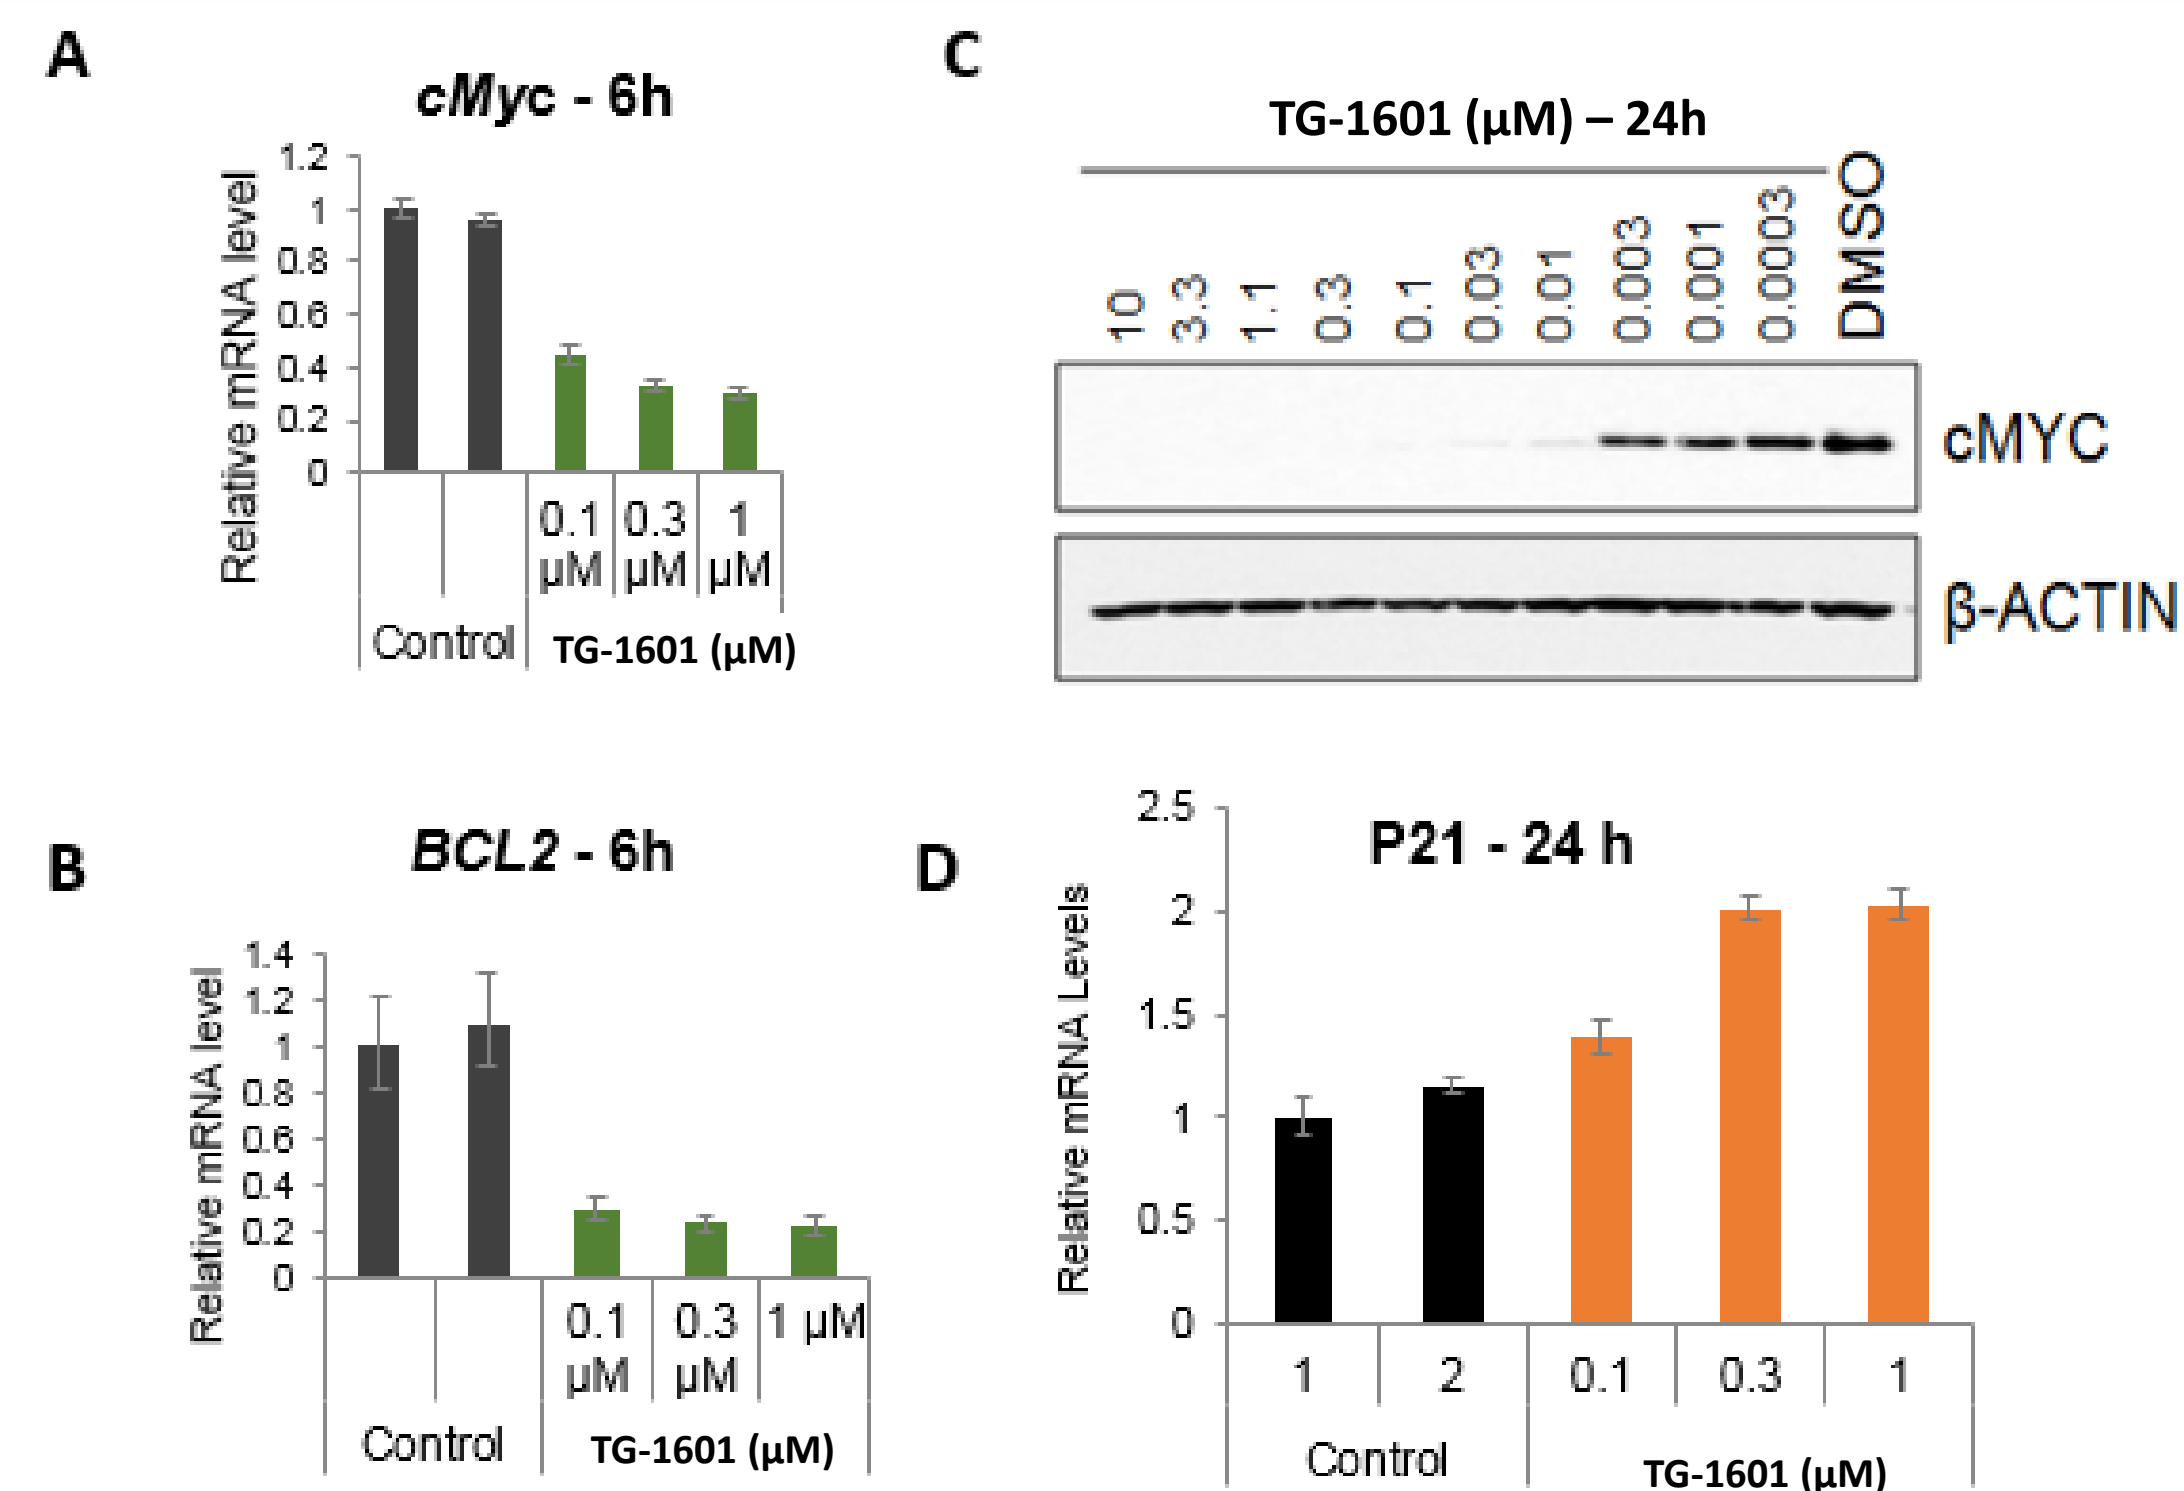 A
cMyc - 6h
Relative mRNA level
1.2
1
0.8
0.6
0.4
0.2
0
0.1 µM
0.3 µM
1 µM
Control
TG-1601 (µM)
B
BCL2 - 6h
Relative mRNA level
1.4
1.2
1
0.8
0.6
0.4
0.2
0
0.1 µM
0.3 µM
1 µM
Control
TG-1601 (µM)
C
TG-1601 (µM) – 24h
10
3.3
1.1
0.3
0.1
0.03
0.01
0.003
0.001
0.0003
DMSO
cMYC
β-ACTIN
D
P21 - 24 h
Relative mRNA Levels
2.5
2
1.5
1
0.5
0
1
2
0.1
0.3
1
Control
TG-1601 (µM)